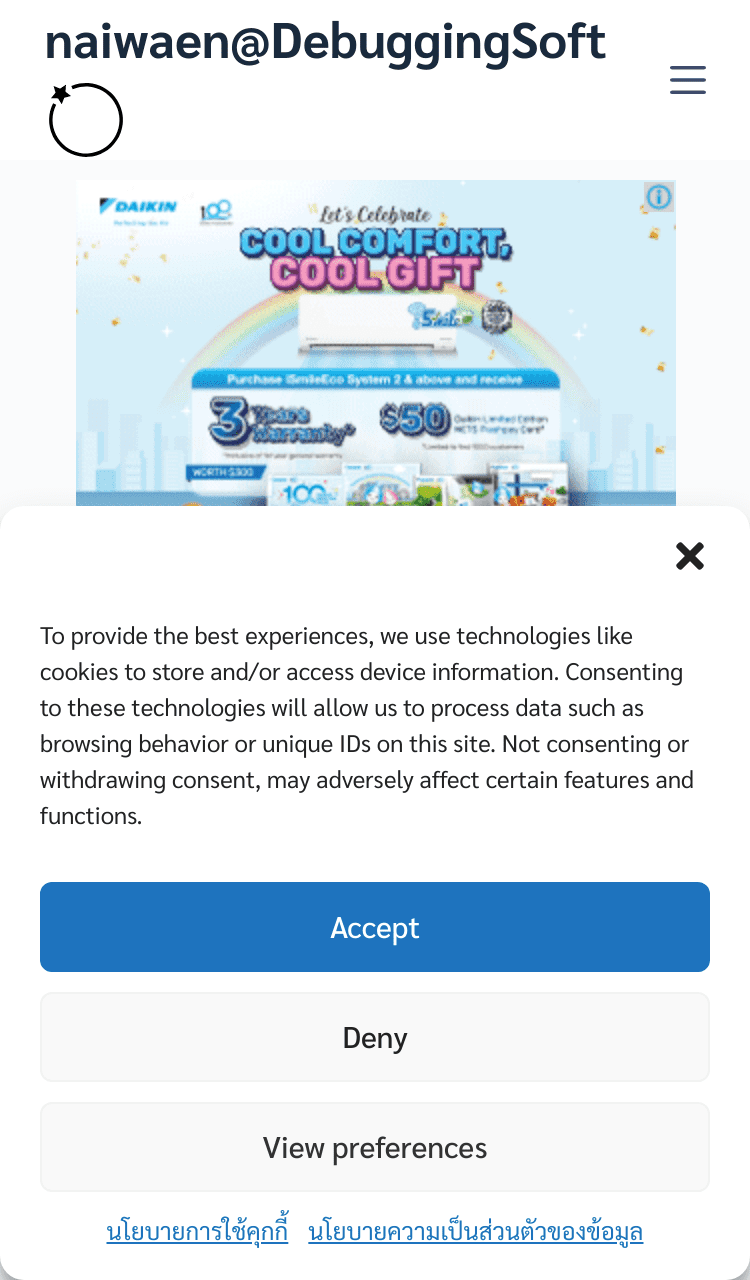 naiwaen@DebuggingSoft
DAIKIN
Let's Celebrate
COOL COMFORT,
COOL GIFT
Purchase iSmileEco System 2 & above and receive
3 Years
Warranty*
$50
Daikin Limited Edition
WORTH $300
To provide the best experiences, we use technologies like
cookies to store and/or access device information. Consenting
to these technologies will allow us to process data such as
browsing behavior or unique IDs on this site. Not consenting or
withdrawing consent, may adversely affect certain features and
functions.
Accept
Deny
View preferences
นโยบายการใช้คุกกี้ นโยบายความเป็นส่วนตัวของข้อมูล